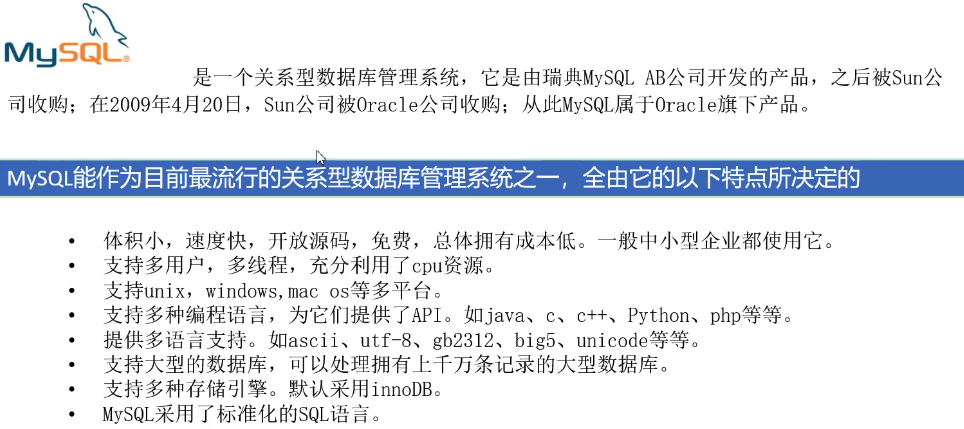 MySQL®
是一个关系型数据库管理系统，它是由瑞典MySQL AB公司开发的产品，之后被Sun公
司收购；在2009年4月20日，Sun公司被Oracle公司收购；从此MySQL属于Oracle旗下产品。
MySQL能作为目前最流行的关系型数据库管理系统之一，全由它的以下特点所决定的
• 体积小，速度快，开放源码，免费，总体拥有成本低。一般中小型企业都使用它。
• 支持多用户，多线程，充分利用了cpu资源。
• 支持unix，windows,mac os等多平台。
• 支持多种编程语言，为它们提供了API。如java、c、c++、Python、php等等。
• 提供多语言支持。如ascii、utf-8、gb2312、big5、unicode等等。
• 支持大型的数据库，可以处理拥有上千万条记录的大型数据库。
• 支持多种存储引擎。默认采用innoDB。
• MySQL采用了标准化的SQL语言。